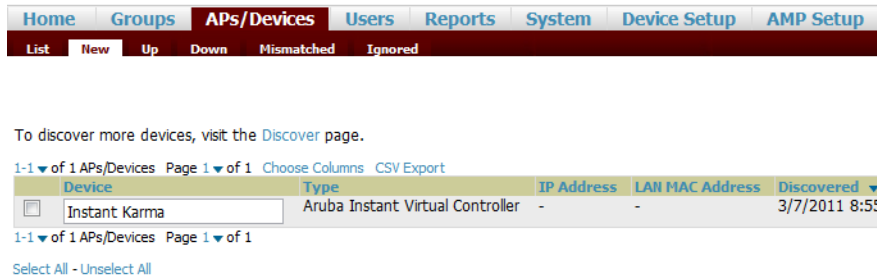 Home Groups APs/Devices Users Reports System Device Setup AMP Setup
List New Up Down Mismatched Ignored
To discover more devices, visit the Discover page.
1-1 of 1 APs/Devices Page 1 of 1 Choose Columns CSV Export
Device Type IP Address LAN MAC Address Discovered
Instant Karma Aruba Instant Virtual Controller - - 3/7/2011 8:55
1-1 of 1 APs/Devices Page 1 of 1
Select All - Unselect All